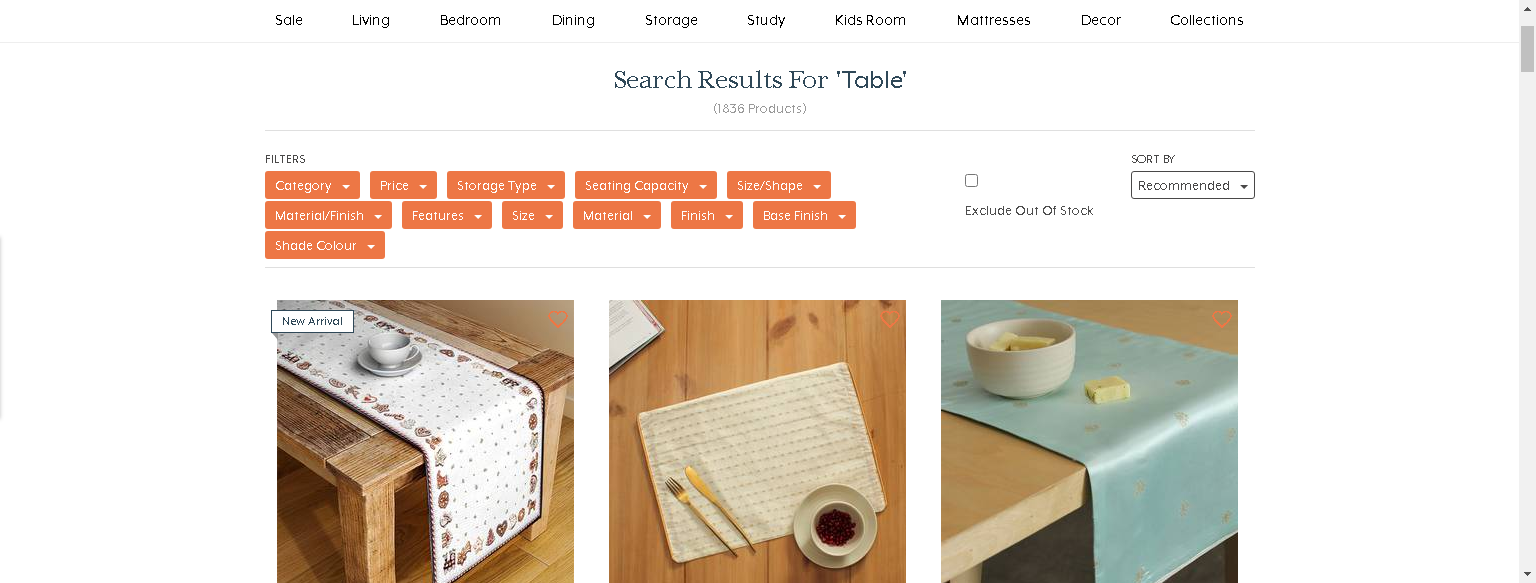 Sale Living Bedroom Dining Storage Study Kids Room Mattresses Decor Collections
Search Results For 'Table'
(1836 Products)
FILTERS
Category Price Storage Type Seating Capacity Size/Shape
Material/Finish Features Size Material Finish Base Finish
Shade Colour
Exclude Out Of Stock
SORT BY
Recommended
New Arrival